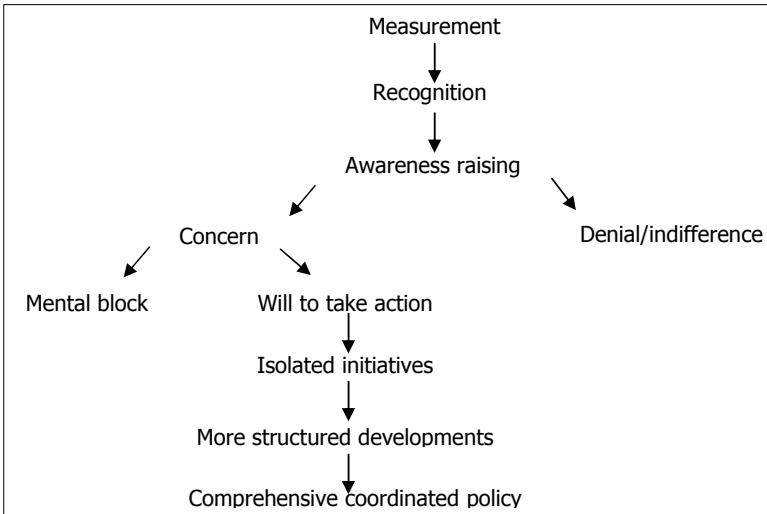 Measurement
Recognition
Awareness raising
Concern
Denial/indifference
Mental block
Will to take action
Isolated initiatives
More structured developments
Comprehensive coordinated policy